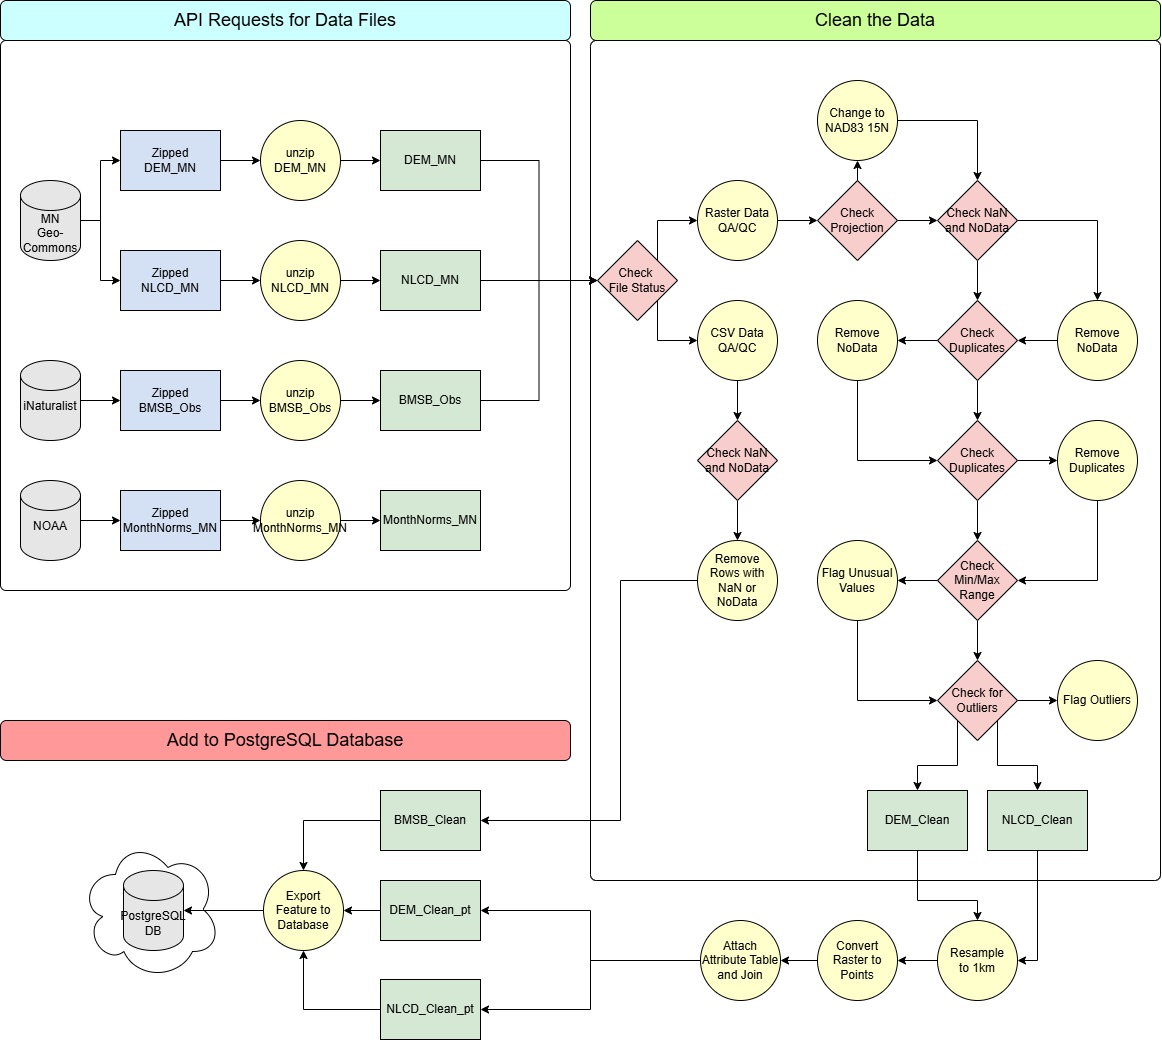 API Requests for Data Files
Clean the Data
MN
Geo-
Commons
Zipped
DEM_MN
unzip
DEM_MN
DEM_MN
Zipped
NLCD_MN
unzip
NLCD_MN
NLCD_MN
iNaturalist
Zipped
BMSB_Obs
unzip
BMSB_Obs
BMSB_Obs
NOAA
Zipped
MonthNorms_MN
unzip
MonthNorms_MN
MonthNorms_MN
Check
File Status
Raster Data
QA/QC
Check
Projection
Change to
NAD83 15N
Check NaN
and NoData
Remove
NoData
Check
Duplicates
Remove
NoData
Check
Duplicates
Remove
Duplicates
Check
Min/Max
Range
Flag Unusual
Values
Check for
Outliers
Flag Outliers
CSV Data
QA/QC
Check NaN
and NoData
Remove
Rows with
NaN or
NoData
DEM_Clean
NLCD_Clean
Resample
to 1km
Convert
Raster to
Points
Attach
Attribute Table
and Join
Add to PostgreSQL Database
BMSB_Clean
DEM_Clean_pt
NLCD_Clean_pt
Export
Feature to
Database
PostgreSQL
DB